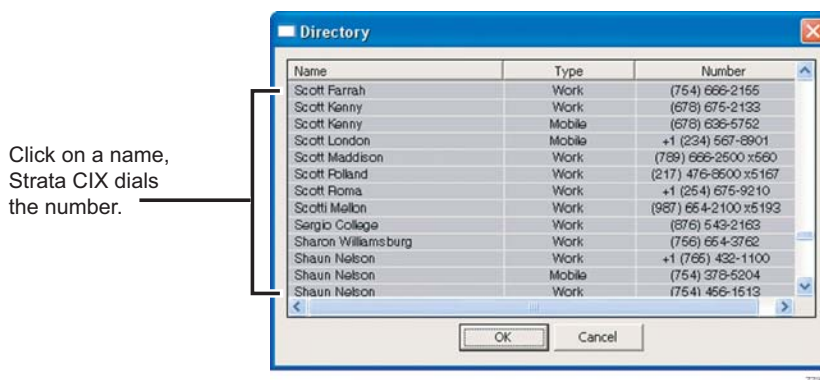 Directory
Name Type Number
Scott Farrah Work (754) 666-2155
Scott Kenny Work (678) 675-2133
Scott Kenny Mobile (678) 636-5752
Scott London Mobile +1 (234) 567-8901
Scott Maddison Work (789) 666-2500 x560
Scott Polland Work (217) 476-8500 x5167
Scott Roma Work +1 (254) 675-9210
Scotti Mellon Work (987) 654-2100 x5193
Sergio College Work (876) 543-2163
Sharon Williamsburg Work (756) 654-3762
Shaun Nelson Work +1 (765) 432-1100
Shaun Nelson Mobile (754) 378-5204
Shaun Nelson Work (754) 456-1513
Click on a name,
Strata CIX dials
the number.
OK Cancel